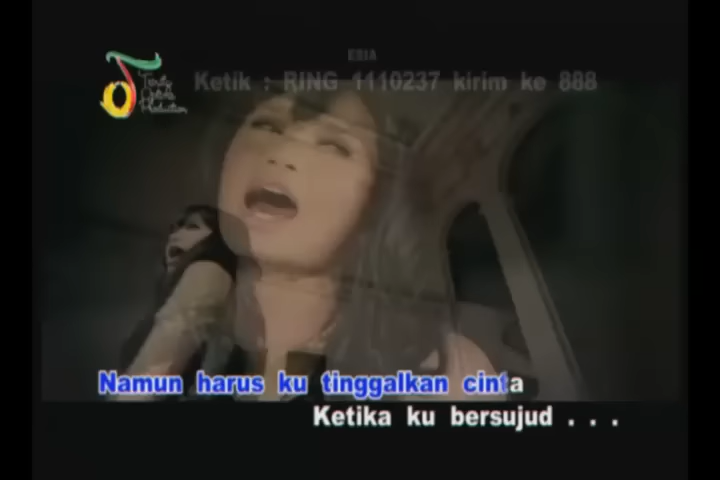 ESIA
Ketik : RING 1110237 kirim ke 888
Namun harus ku tinggalkan cinta
Ketika ku bersujud . . .